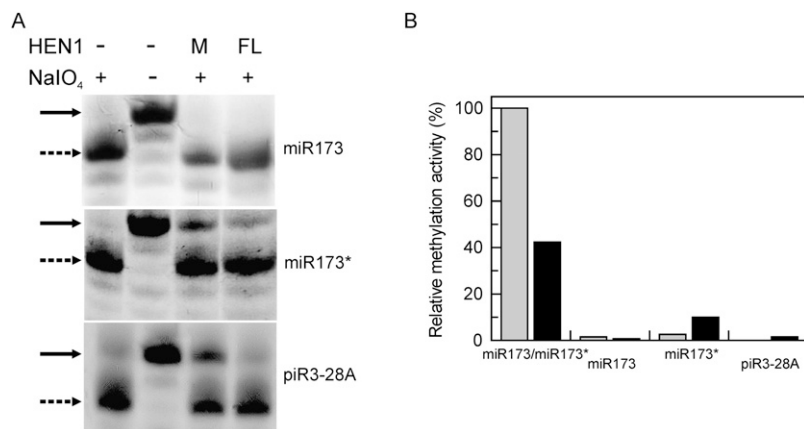 A
HEN1 - - M FL
NaIO₄ + - + +
miR173
miR173*
piR3-28A
B
Relative methylation activity (%)
100
80
60
40
20
0
miR173/miR173* miR173 miR173* piR3-28A